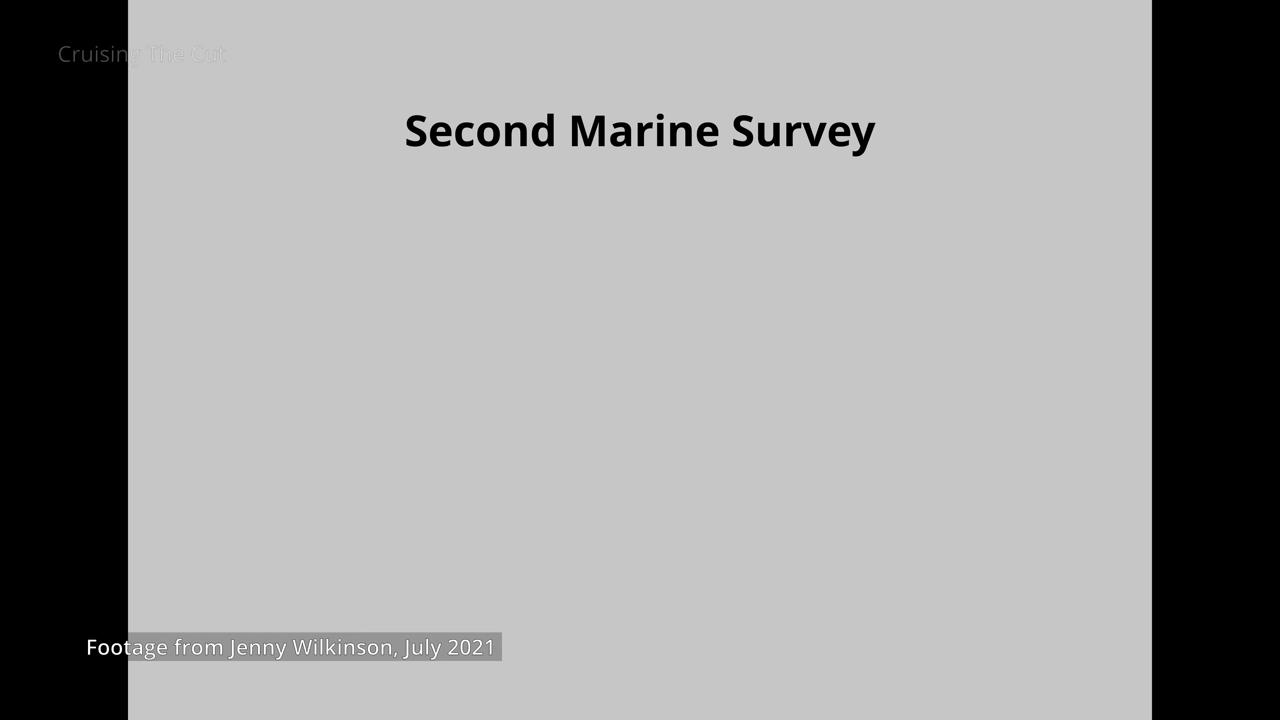 Cruising The Cut
Second Marine Survey
Footage from Jenny Wilkinson, July 2021